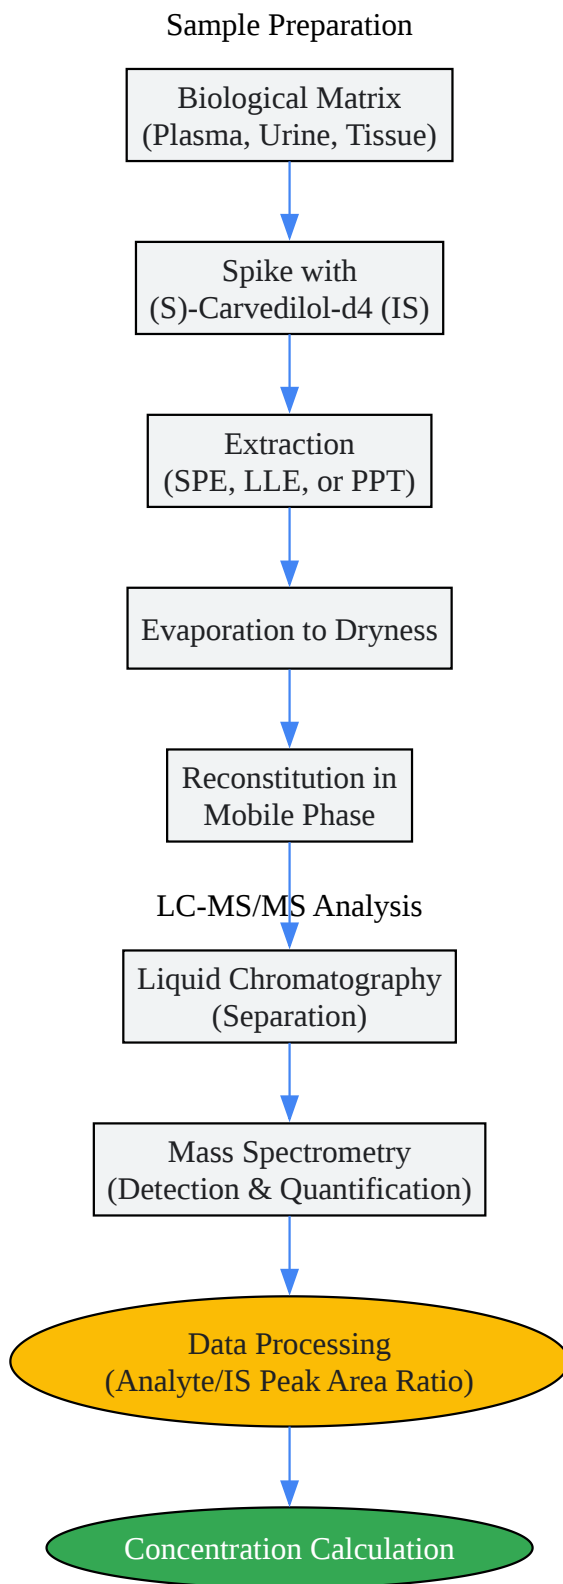 Sample Preparation
Biological Matrix
(Plasma, Urine, Tissue)
Spike with
(S)-Carvedilol-d4 (IS)
Extraction
(SPE, LLE, or PPT)
Evaporation to Dryness
Reconstitution in
Mobile Phase
LC-MS/MS Analysis
Liquid Chromatography
(Separation)
Mass Spectrometry
(Detection & Quantification)
Data Processing
(Analyte/IS Peak Area Ratio)
Concentration Calculation